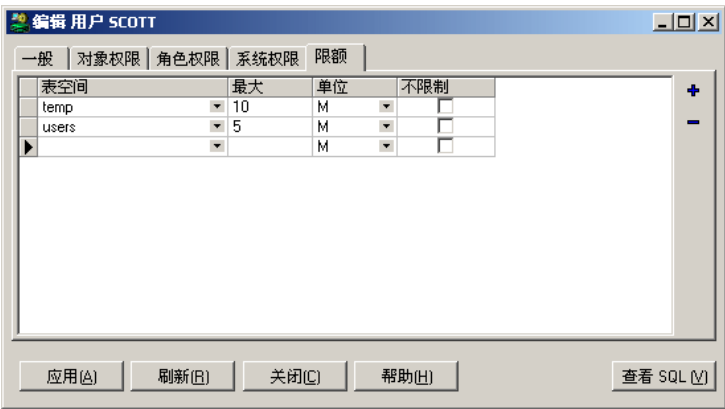 编辑 用户 SCOTT
一般 对象权限 角色权限 系统权限 限额
表空间 最大 单位 不限制
temp 10 M
users 5 M
M
应用(A) 刷新(R) 关闭(C) 帮助(H) 查看 SQL (V)